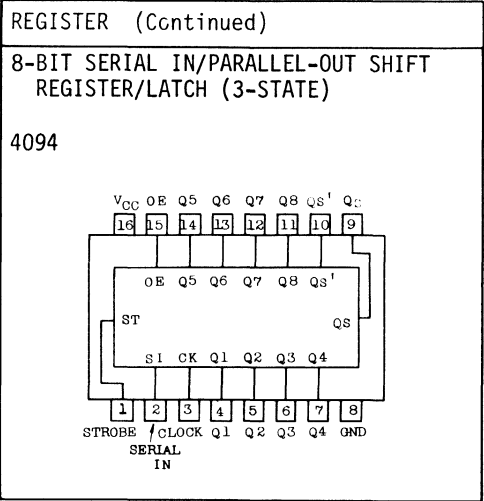 REGISTER (Continued)
8-BIT SERIAL IN/PARALLEL-OUT SHIFT
REGISTER/LATCH (3-STATE)
4094
VCC OE Q5 Q6 Q7 Q8 QS' QS
16 15 14 13 12 11 10 9
OE Q5 Q6 Q7 Q8 QS'
ST QS
SI CK Q1 Q2 Q3 Q4
1 2 3 4 5 6 7 8
STROBE CLOCK Q1 Q2 Q3 Q4 GND
SERIAL
IN